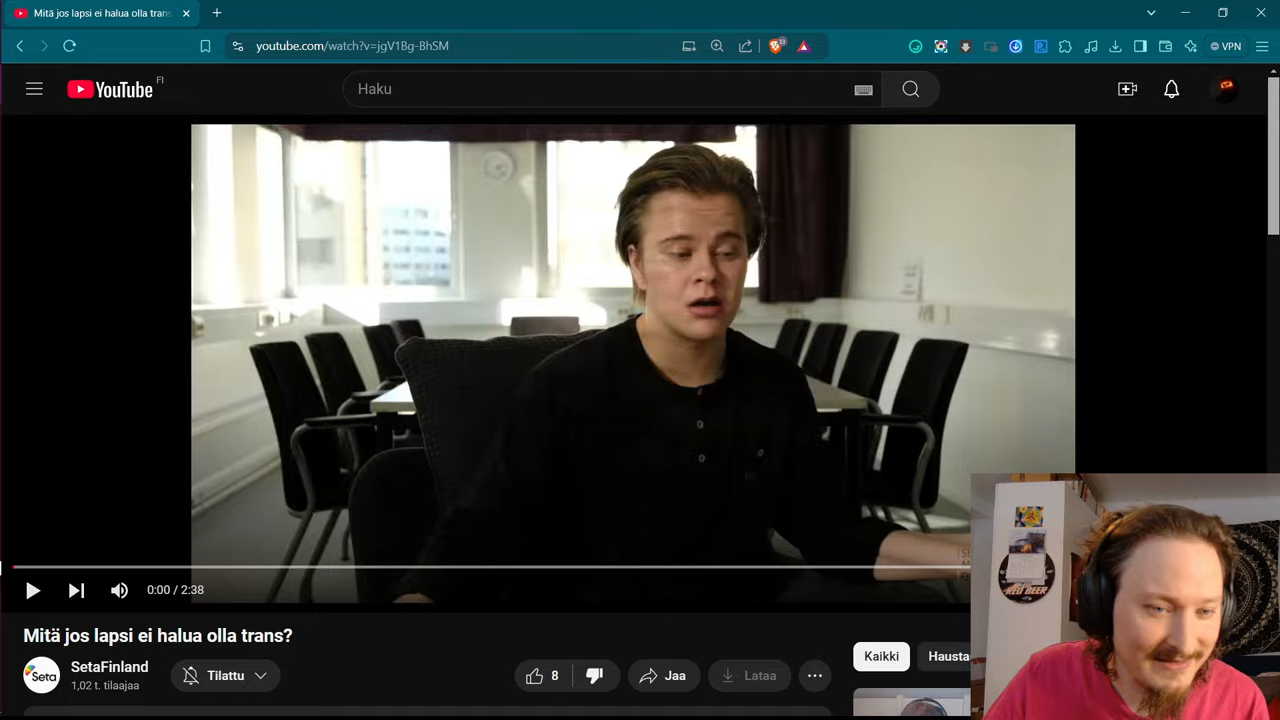 Mitä jos lapsi ei halua olla trans
youtube.com/watch?v=jgV1Bg-BhSM
33
VPN
YouTube
FI
Haku
RED DEER
0:00 / 2:38
Mitä jos lapsi ei halua olla trans?
Seta
SetaFinland
1,02 t. tilaajaa
Tilattu
8
Jaa
Lataa
Kaikki
Hausta